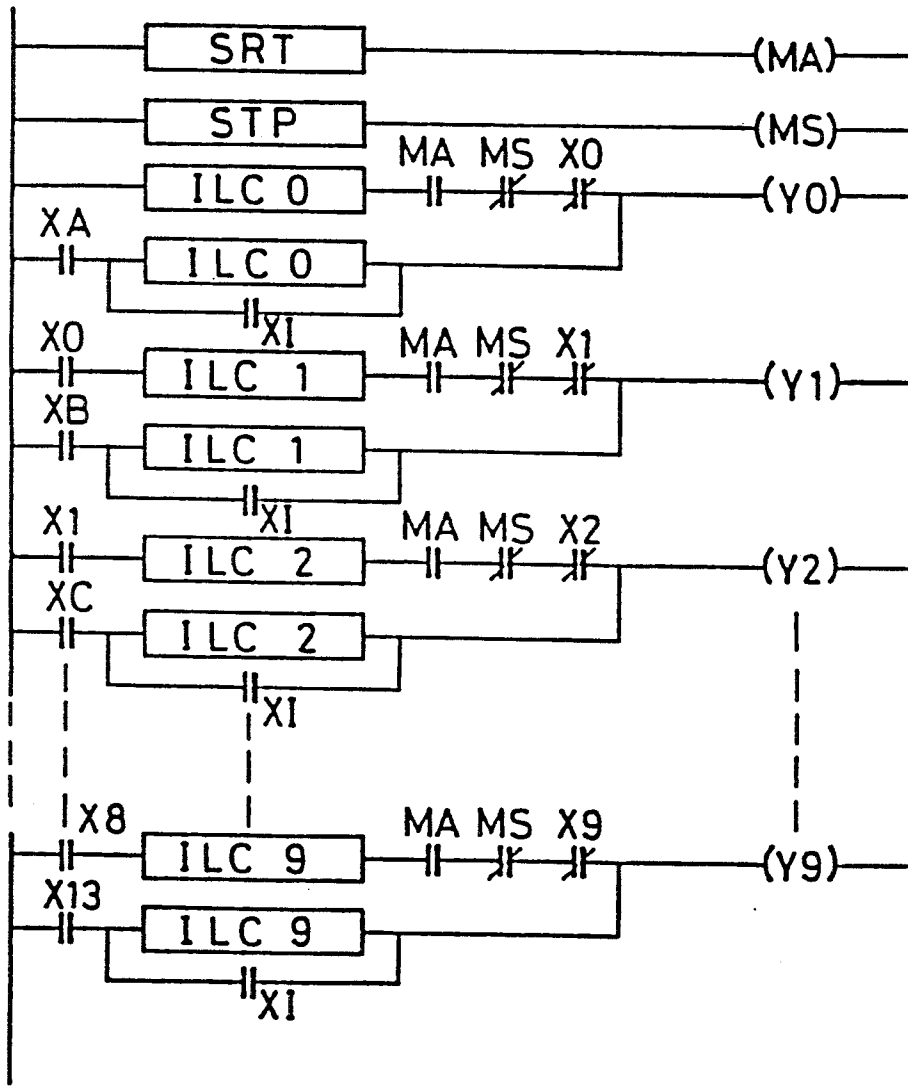 SRT (MA)
STP (MS)
MA MS X0
ILC 0 (Y0)
XA
ILC 0
XI
X0 MA MS X1
ILC 1 (Y1)
XB
ILC 1
XI
X1 MA MS X2
ILC 2 (Y2)
XC
ILC 2
XI
X8 MA MS X9
ILC 9 (Y9)
X13
ILC 9
XI